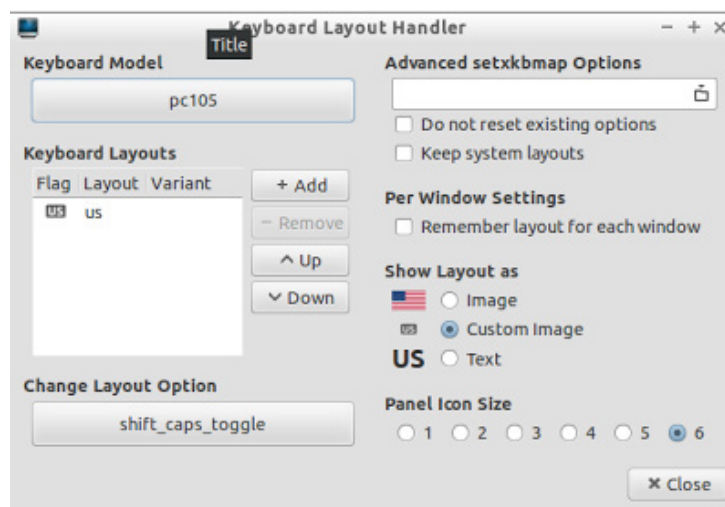 Keyboard Layout Handler
Title
Keyboard Model
pc105
Keyboard Layouts
Flag Layout Variant
US us
+ Add
− Remove
Up
Down
Change Layout Option
shift_caps_toggle
Advanced setxkbmap Options
Do not reset existing options
Keep system layouts
Per Window Settings
Remember layout for each window
Show Layout as
Image
US Custom Image
US Text
Panel Icon Size
1 2 3 4 5 6
Close